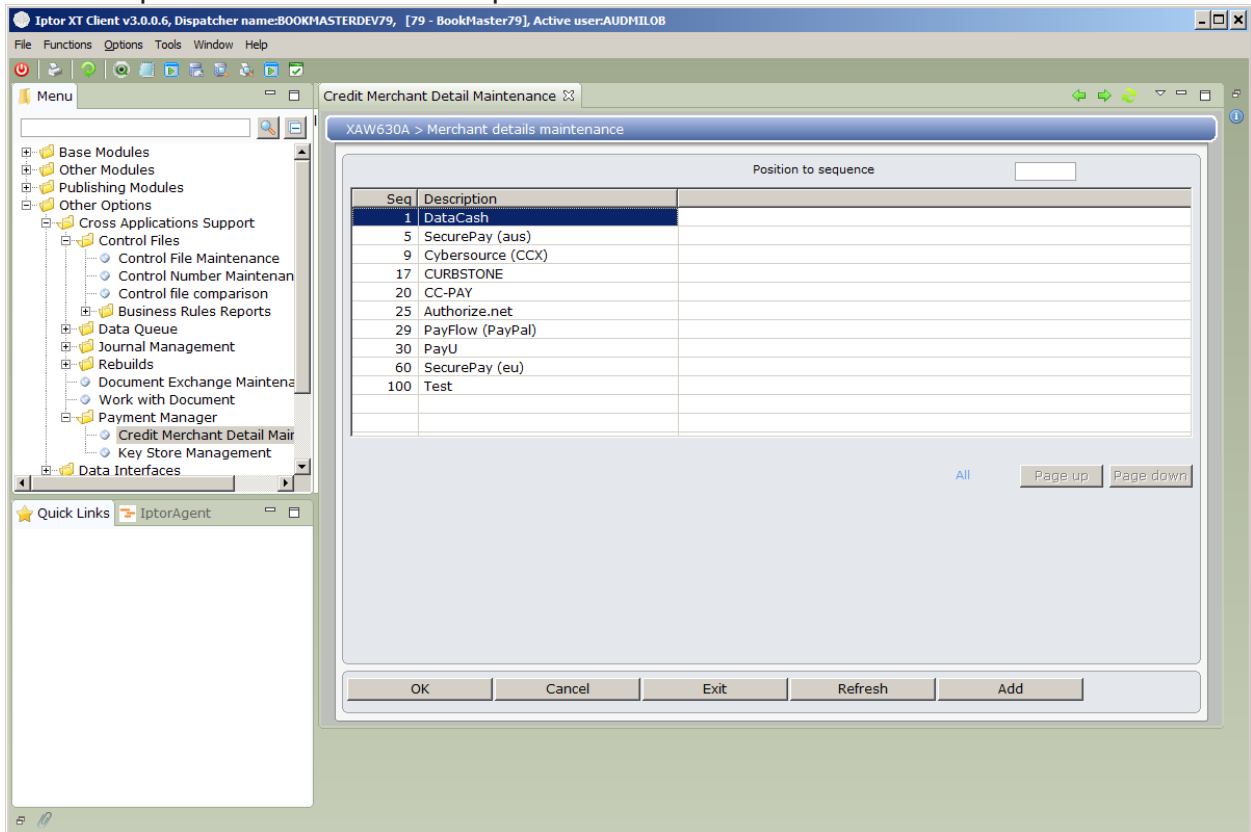 Iptor XT Client v3.0.0.6, Dispatcher name:BOOKMASTERDEV79, [79 - BookMaster79], Active user:AUDMILOB
File Functions Options Tools Window Help
Menu
Base Modules
Other Modules
Publishing Modules
Other Options
Cross Applications Support
Control Files
Control File Maintenance
Control Number Maintenan
Control file comparison
Business Rules Reports
Data Queue
Journal Management
Rebuilds
Document Exchange Maintena
Work with Document
Payment Manager
Credit Merchant Detail Mair
Key Store Management
Data Interfaces
Quick Links IptorAgent
Credit Merchant Detail Maintenance
XAW630A > Merchant details maintenance
Position to sequence
Seq Description
1 DataCash
5 SecurePay (aus)
9 Cybersource (CCX)
17 CURBSTONE
20 CC-PAY
25 Authorize.net
29 PayFlow (PayPal)
30 PayU
60 SecurePay (eu)
100 Test
All Page up Page down
OK Cancel Exit Refresh Add